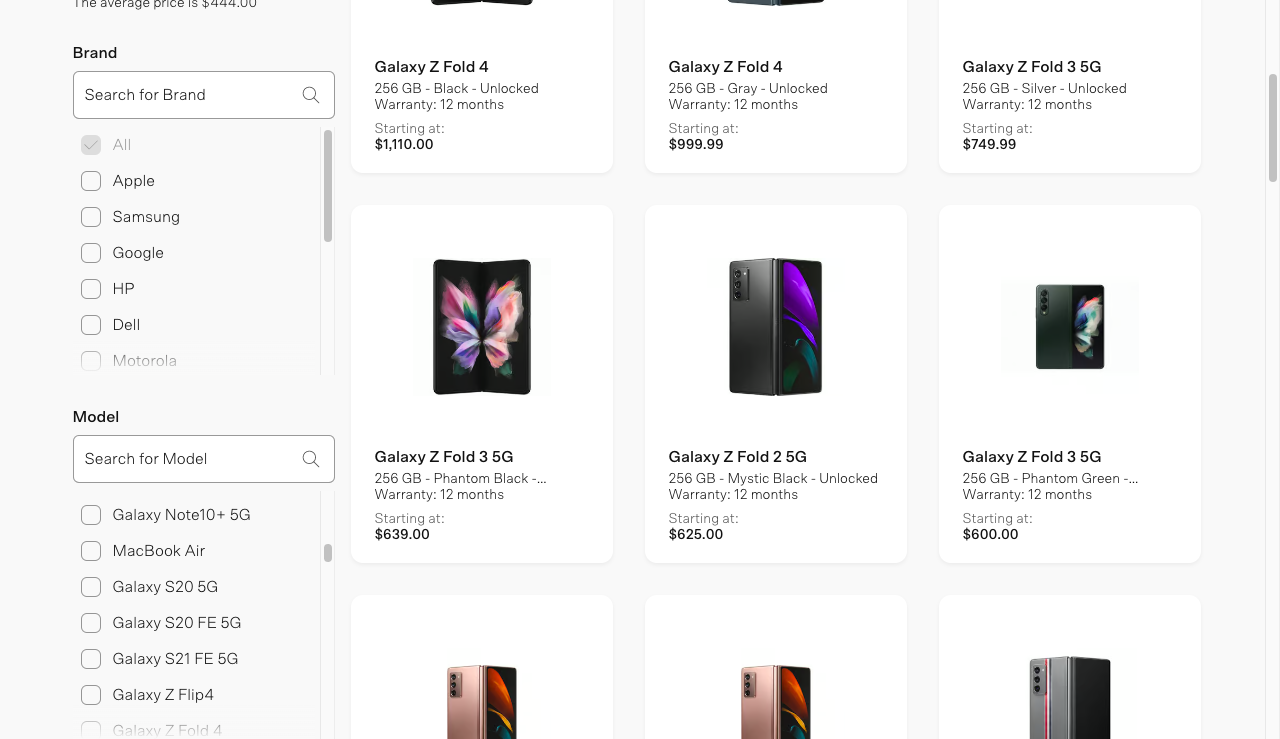 The average price is $444.00
Brand
Search for Brand
All
Apple
Samsung
Google
HP
Dell
Motorola
Model
Search for Model
Galaxy Note10+ 5G
MacBook Air
Galaxy S20 5G
Galaxy S20 FE 5G
Galaxy S21 FE 5G
Galaxy Z Flip4
Galaxy Z Fold 4
Galaxy Z Fold 4
256 GB - Black - Unlocked
Warranty: 12 months
Starting at:
$1,110.00
Galaxy Z Fold 4
256 GB - Gray - Unlocked
Warranty: 12 months
Starting at:
$999.99
Galaxy Z Fold 3 5G
256 GB - Silver - Unlocked
Warranty: 12 months
Starting at:
$749.99
Galaxy Z Fold 3 5G
256 GB - Phantom Black -...
Warranty: 12 months
Starting at:
$639.00
Galaxy Z Fold 2 5G
256 GB - Mystic Black - Unlocked
Warranty: 12 months
Starting at:
$625.00
Galaxy Z Fold 3 5G
256 GB - Phantom Green -...
Warranty: 12 months
Starting at:
$600.00